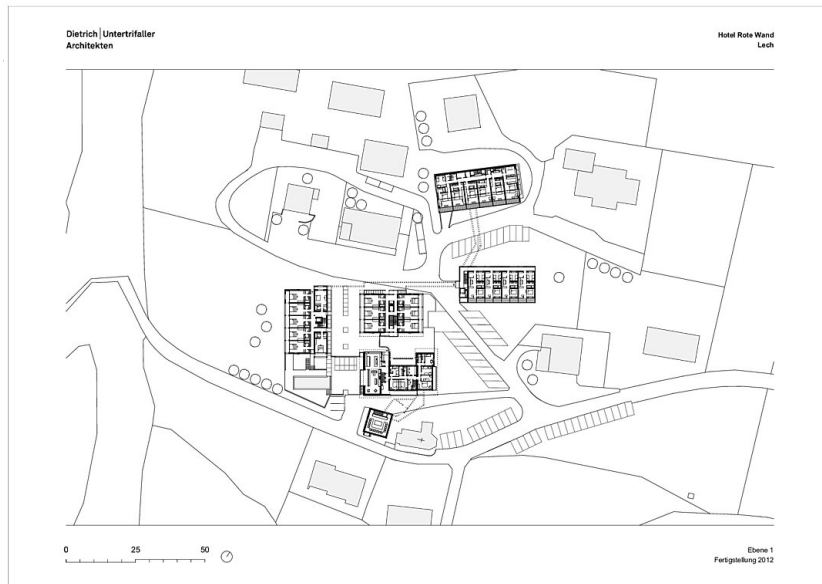 Dietrich | Untertrifaller
Architekten
Hotel Rote Wand
Lech
0 25 50
Ebene 1
Fertigstellung 2012